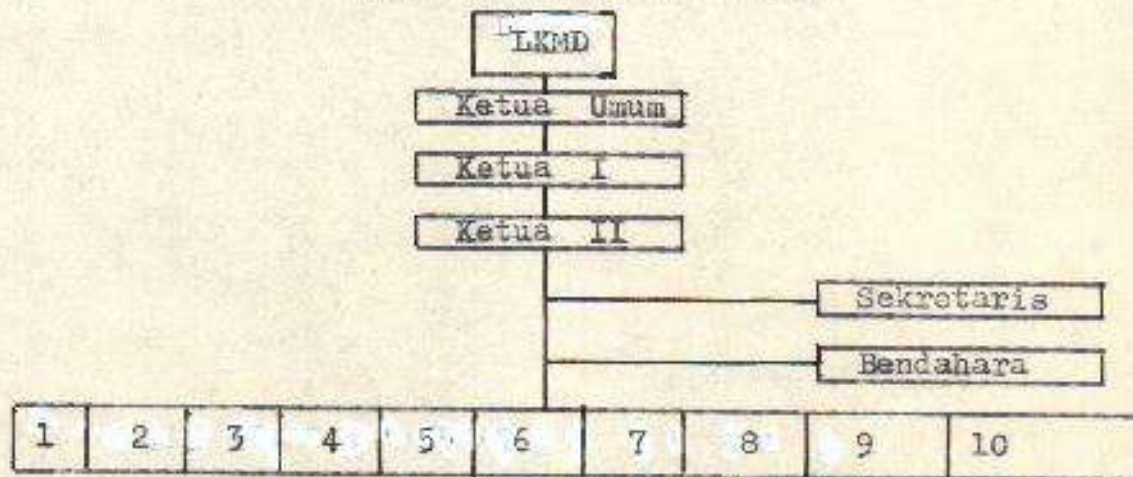 LKMD
Ketua Umum
Ketua I
Ketua II
Sekretaris
Bendahara
1 2 3 4 5 6 7 8 9 10